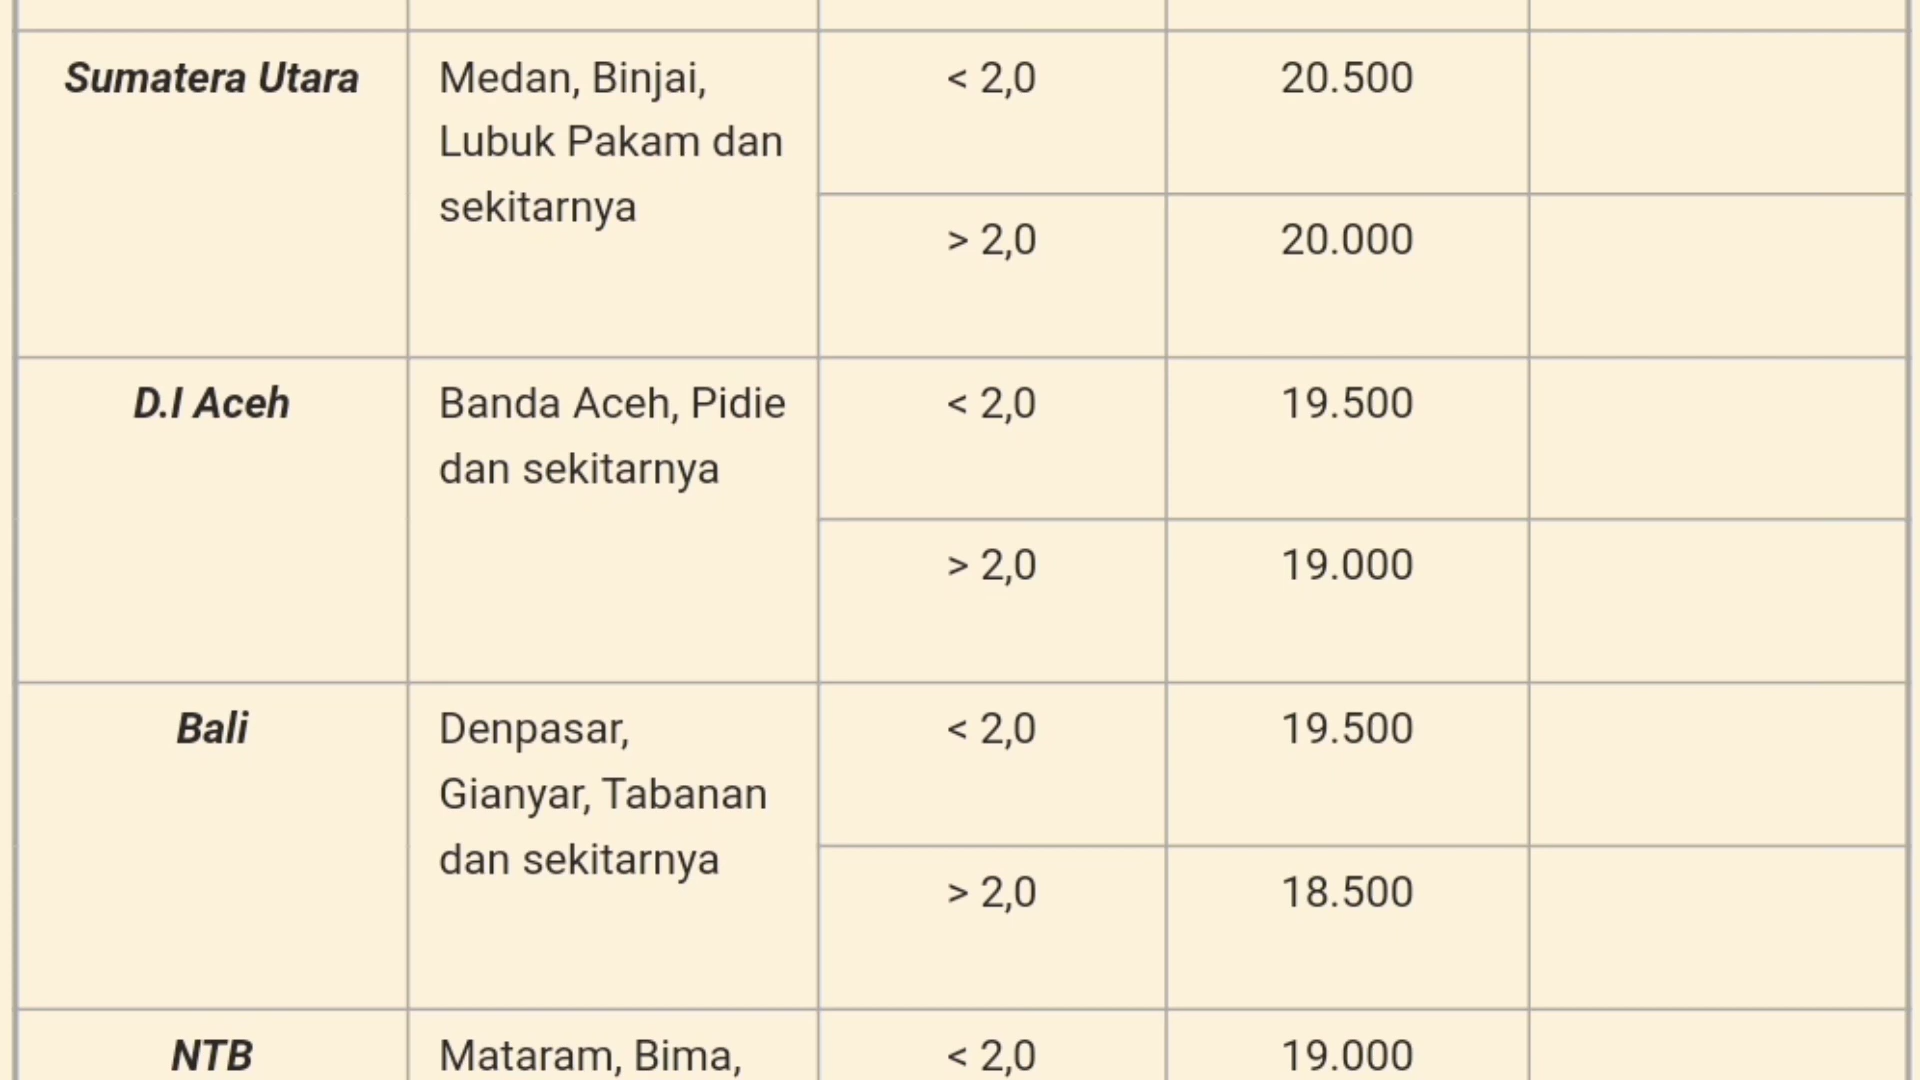 Sumatera Utara
Medan, Binjai,
Lubuk Pakam dan
sekitarnya
< 2,0
20.500
> 2,0
20.000
D.I Aceh
Banda Aceh, Pidie
dan sekitarnya
< 2,0
19.500
> 2,0
19.000
Bali
Denpasar,
Gianyar, Tabanan
dan sekitarnya
< 2,0
19.500
> 2,0
18.500
NTB
Mataram, Bima,
< 2,0
19.000